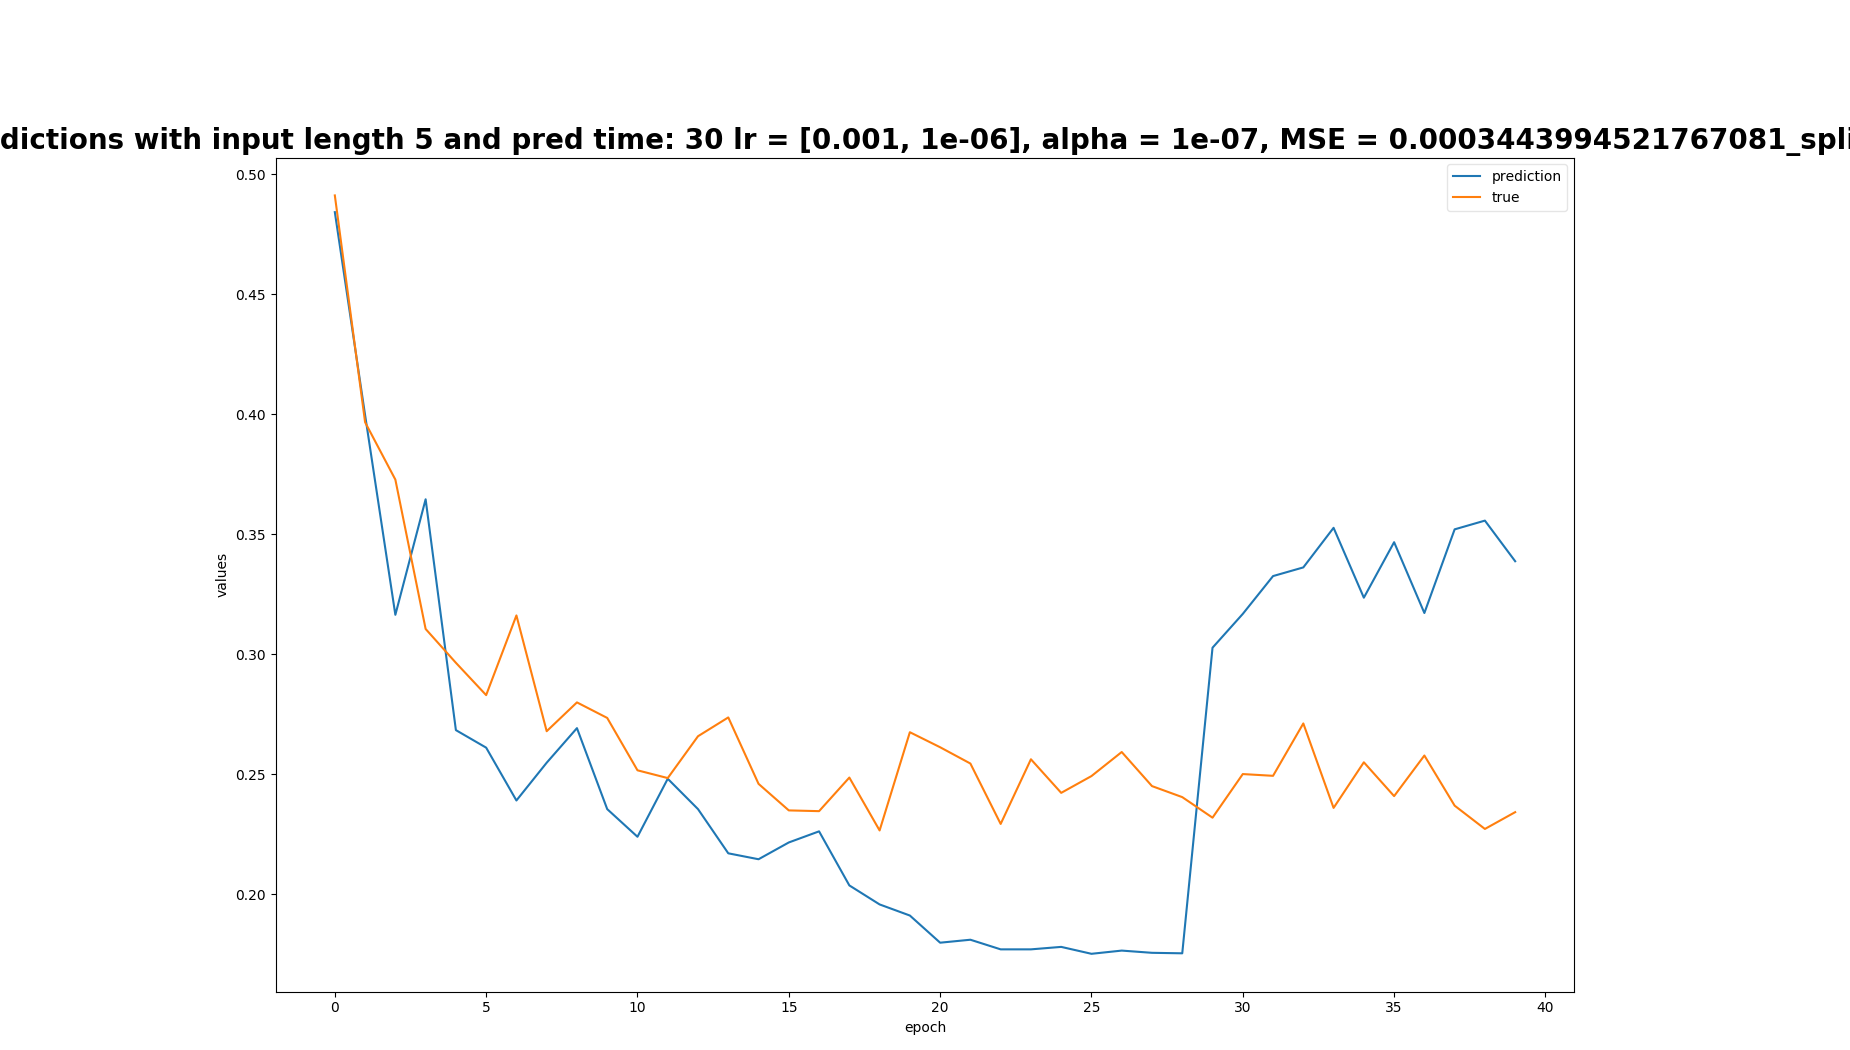 dictions with input length 5 and pred time: 30 lr = [0.001, 1e-06], alpha = 1e-07, MSE = 0.0003443994521767081_spli
prediction
true
0.50
0.45
0.40
0.35
0.30
0.25
0.20
values
0 5 10 15 20 25 30 35 40
epoch